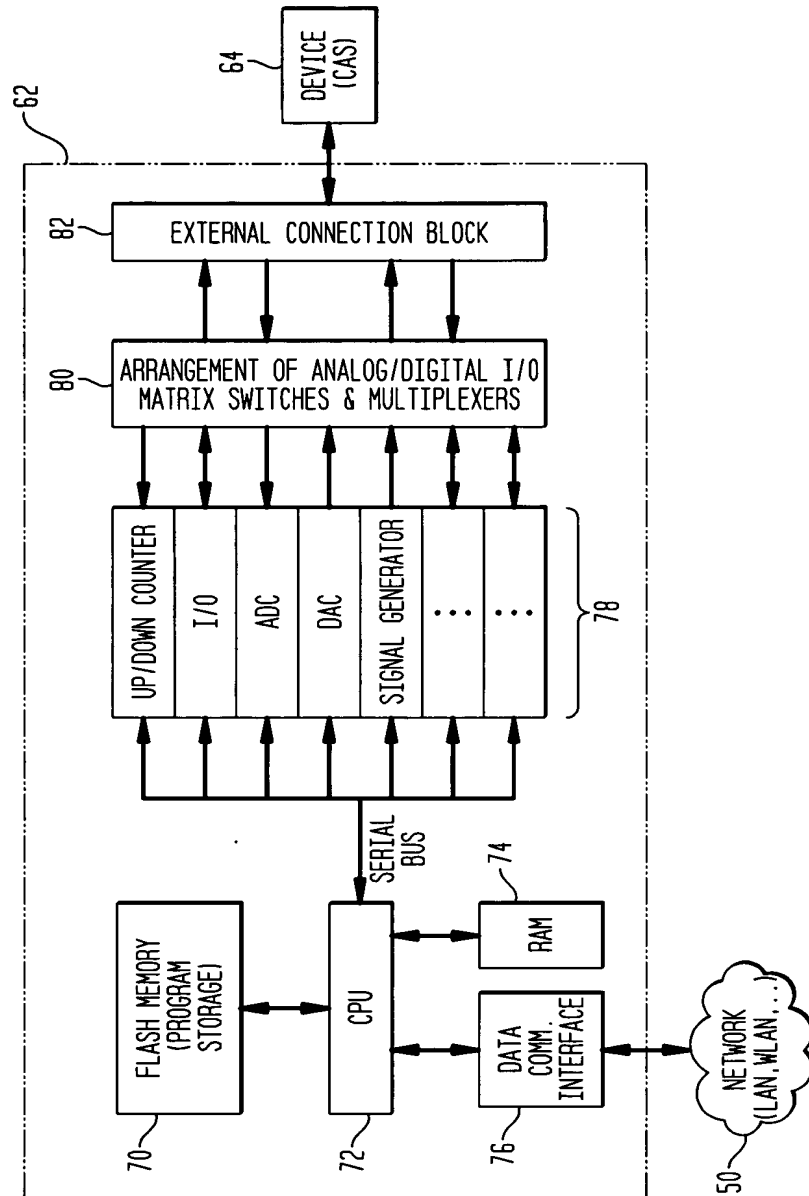 62
64
DEVICE
(CAS)
82
EXTERNAL CONNECTION BLOCK
80
ARRANGEMENT OF ANALOG/DIGITAL I/O
MATRIX SWITCHES & MULTIPLEXERS
UP/DOWN COUNTER
I/O
ADC
DAC
SIGNAL GENERATOR
...
...
78
SERIAL
BUS
70
FLASH MEMORY
(PROGRAM
STORAGE)
72
CPU
74
RAM
76
DATA
COMM.
INTERFACE
50
NETWORK
(LAN,WLAN,...)